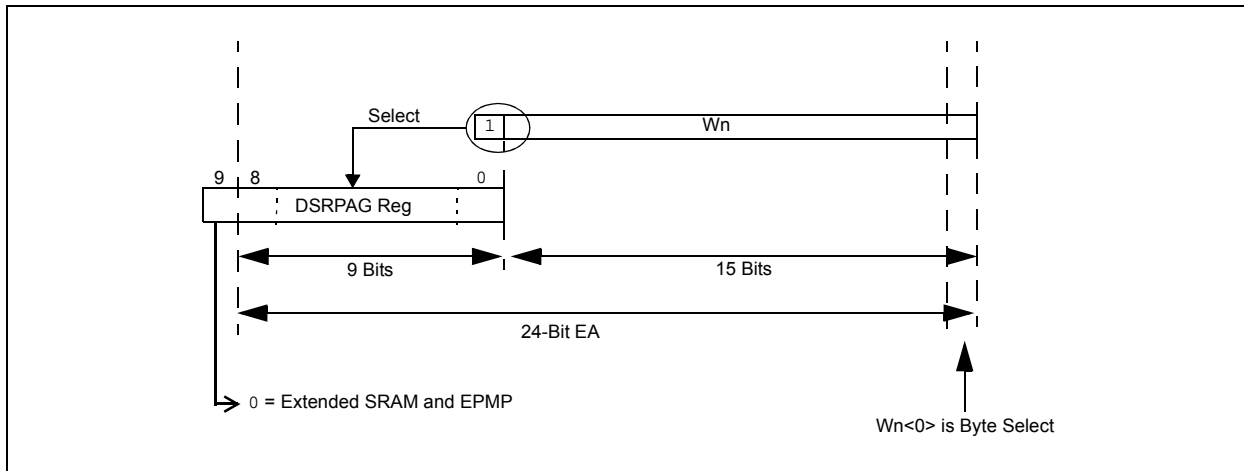 Select
1
Wn
9 8 0
DSRPAG Reg
9 Bits
15 Bits
24-Bit EA
0 = Extended SRAM and EPMP
Wn<0> is Byte Select